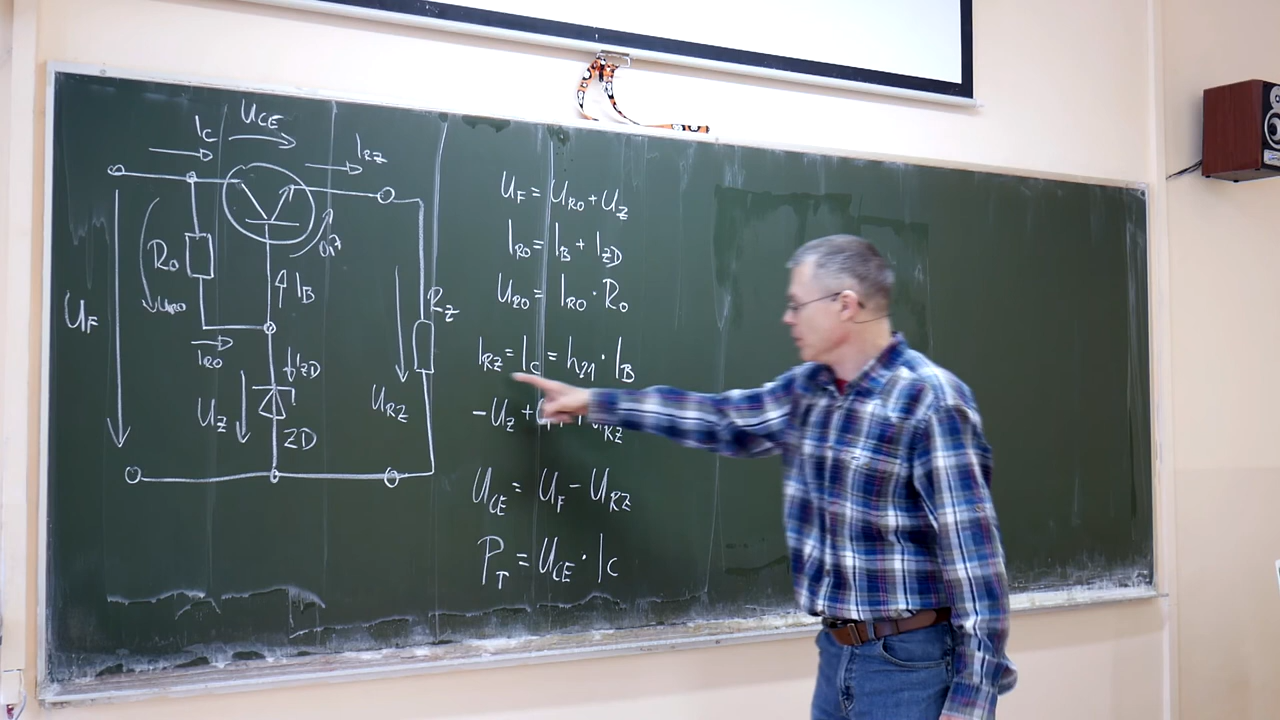 I_C
U_CE
I_RZ
R_0
U_R0
0,7
I_B
U_F
R_Z
I_R0
I_ZD
U_Z
U_RZ
ZD
U_F = U_R0 + U_Z
I_R0 = I_B + I_ZD
U_R0 = I_R0 · R_0
I_RZ = I_C = h_21 · I_B
-U_Z + U_RZ
U_CE = U_F - U_RZ
P_T = U_CE · I_C